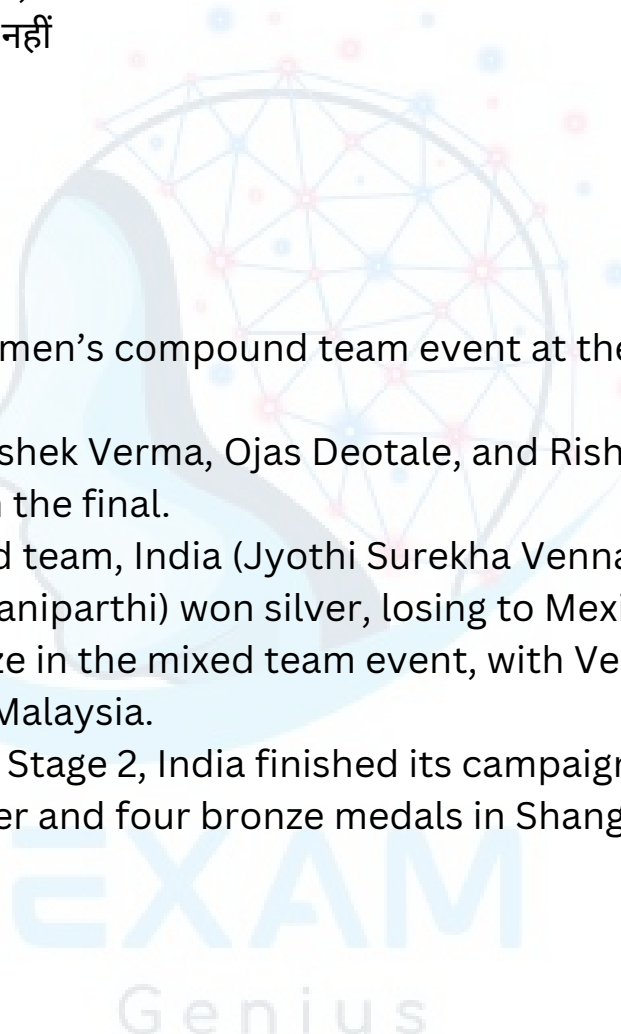 नहीं
men’s compound team event at the
shek Verma, Ojas Deotale, and Rish
the final.
d team, India (Jyothi Surekha Venna
aniparthi) won silver, losing to Mexi
ze in the mixed team event, with Ve
Malaysia.
Stage 2, India finished its campaign
er and four bronze medals in Shang
EXAM
Genius